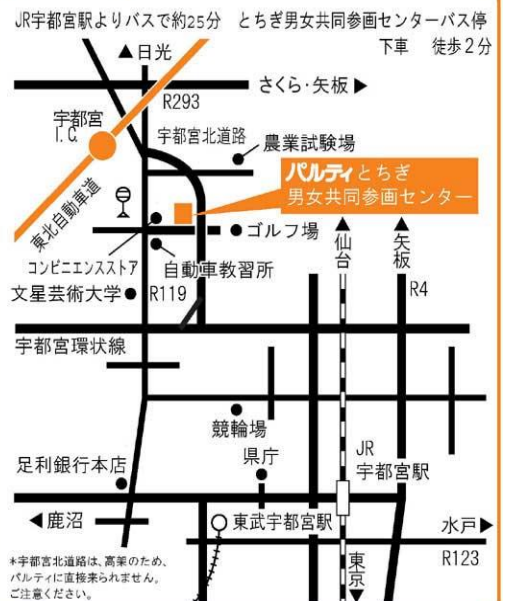 JR宇都宮駅よりバスで約25分 とちぎ男女共同参画センターバス停
下車 徒歩2分
▲日光
さくら・矢板▶
R293
宇都宮
I.C.
宇都宮北道路
農業試験場
パルティとちぎ
男女共同参画センター
東北自動車道
ゴルフ場
▲仙台
▲矢板
コンビニエンスストア
自動車教習所
文星芸術大学
R119
R4
宇都宮環状線
競輪場
県庁
JR
宇都宮駅
足利銀行本店
◀鹿沼
東武宇都宮駅
水戸▶
R123
東京▼
*宇都宮北道路は、高架のため、
パルティに直接来られません。
ご注意ください。